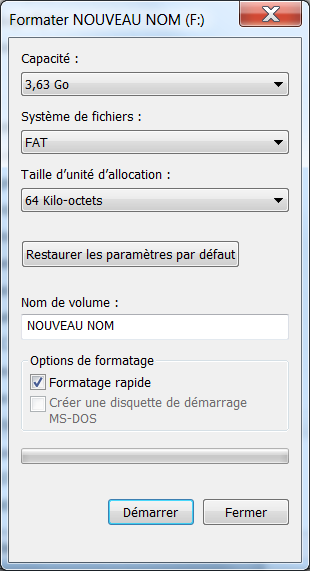 Formater NOUVEAU NOM (F:)
Capacité :
3,63 Go
Système de fichiers :
FAT
Taille d’unité d’allocation :
64 Kilo-octets
Restaurer les paramètres par défaut
Nom de volume :
NOUVEAU NOM
Options de formatage
Formatage rapide
Créer une disquette de démarrage
MS-DOS
Démarrer
Fermer